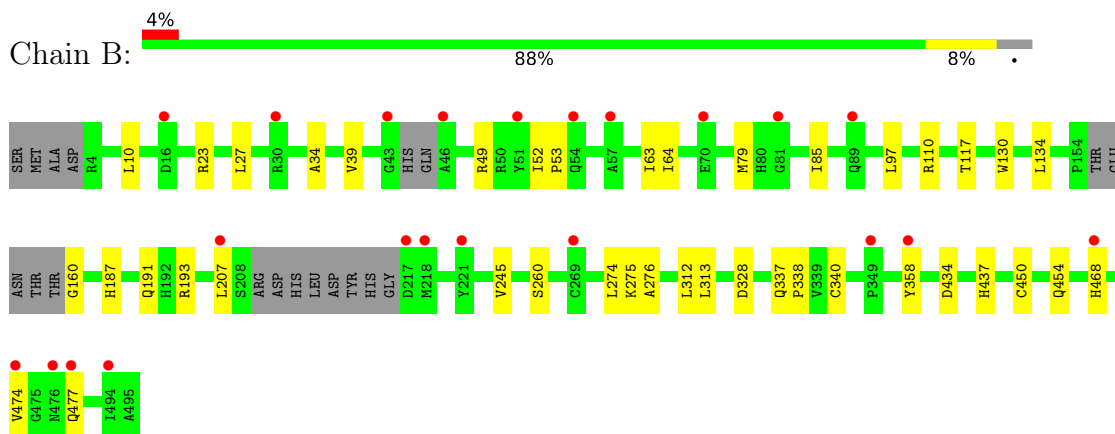 4%
Chain B:
88% 8% •
SER MET ALA ASP R4 L10 D16 R23 L27 R30 A34 V39 G43 HIS GLN A46 R49 R50 Y51 I52 P53 Q54 A57 I63 I64 E70 M79 H80 G81 I85 Q89 L97 R110 T117 W130 L134 P154 THR GLU
ASN THR THR G160 H187 Q191 H192 R193 L207 S208 ARG ASP HIS LEU ASP TYR HIS GLY D217 M218 Y221 V245 S260 C269 L274 K275 A276 L312 L313 D328 Q337 P338 V339 C340 P349 Y358 D434 H437 C450 Q454 H468
V474 G475 N476 Q477 I494 A495